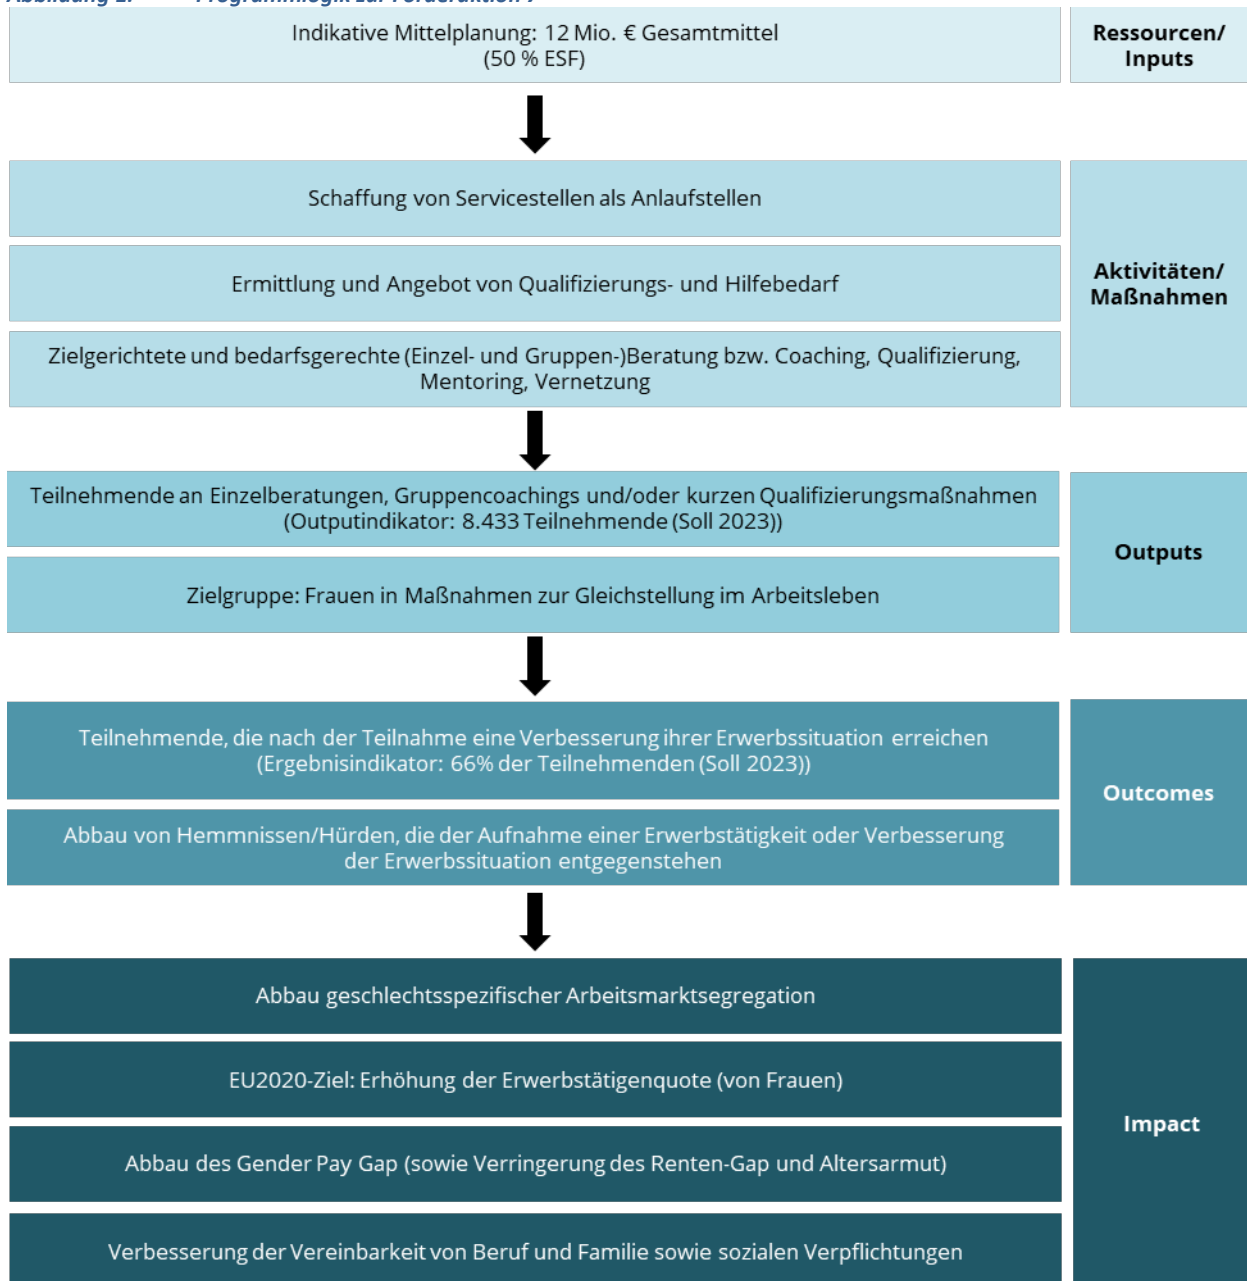 Abbildung 2: Programmlogik zur Förderaktion 7
Indikative Mittelplanung: 12 Mio. € Gesamtmittel
(50 % ESF)
Ressourcen/
Inputs
Schaffung von Servicestellen als Anlaufstellen
Ermittlung und Angebot von Qualifizierungs- und Hilfebedarf
Zielgerichtete und bedarfsgerechte (Einzel- und Gruppen-)Beratung bzw. Coaching, Qualifizierung,
Mentoring, Vernetzung
Aktivitäten/
Maßnahmen
Teilnehmende an Einzelberatungen, Gruppencoachings und/oder kurzen Qualifizierungsmaßnahmen
(Outputindikator: 8.433 Teilnehmende (Soll 2023))
Zielgruppe: Frauen in Maßnahmen zur Gleichstellung im Arbeitsleben
Outputs
Teilnehmende, die nach der Teilnahme eine Verbesserung ihrer Erwerbssituation erreichen
(Ergebnisindikator: 66% der Teilnehmenden (Soll 2023))
Abbau von Hemmnissen/Hürden, die der Aufnahme einer Erwerbstätigkeit oder Verbesserung
der Erwerbssituation entgegenstehen
Outcomes
Abbau geschlechtsspezifischer Arbeitsmarktsegregation
EU2020-Ziel: Erhöhung der Erwerbstätigenquote (von Frauen)
Abbau des Gender Pay Gap (sowie Verringerung des Renten-Gap und Altersarmut)
Verbesserung der Vereinbarkeit von Beruf und Familie sowie sozialen Verpflichtungen
Impact